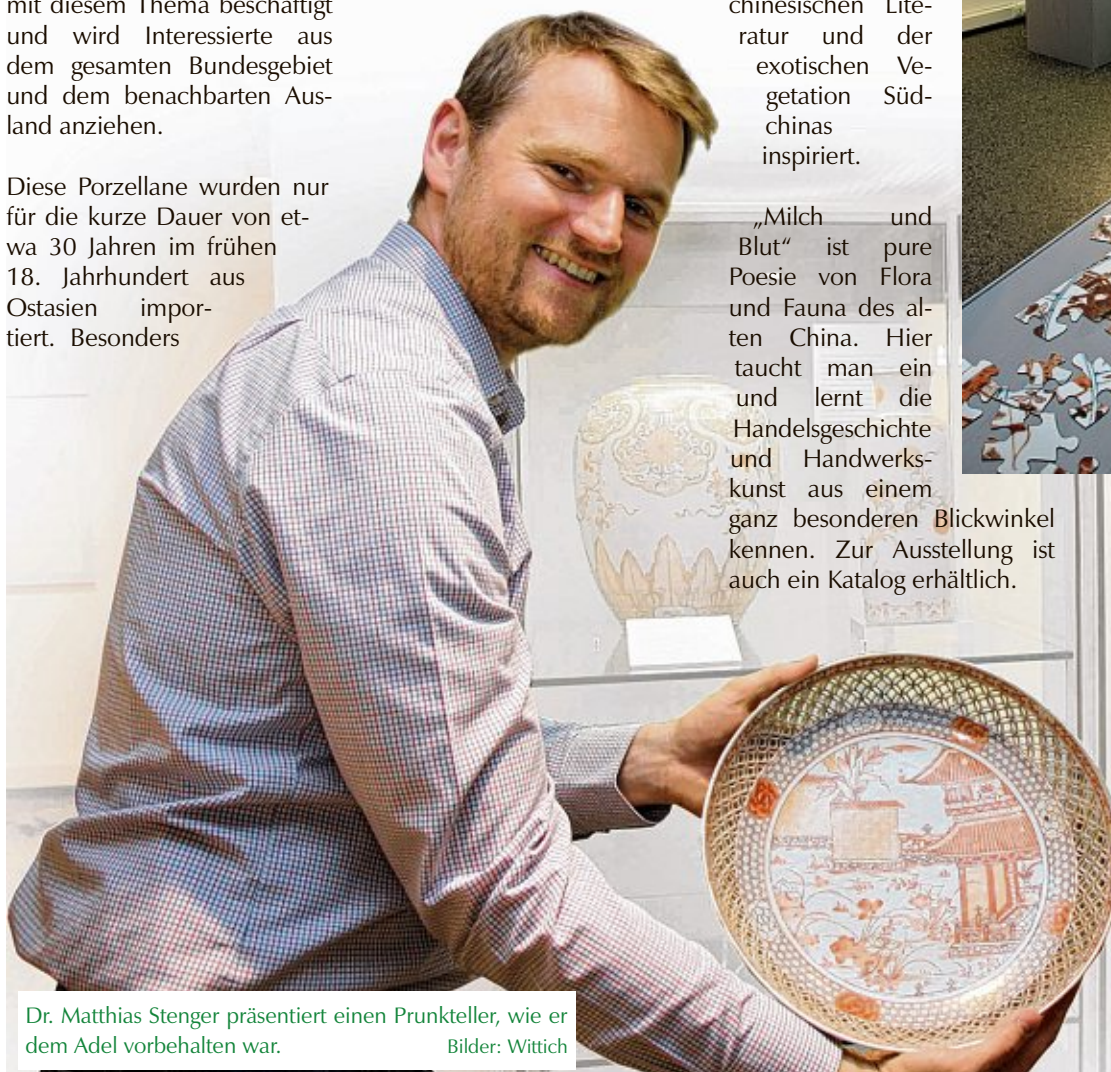 mit diesem Thema beschäftigt
und wird Interessierte aus
dem gesamten Bundesgebiet
und dem benachbarten Aus-
land anziehen.
Diese Porzellane wurden nur
für die kurze Dauer von et-
wa 30 Jahren im frühen
18. Jahrhundert aus
Ostasien impor-
tiert. Besonders
chinesischen Lite-
ratur und der
exotischen Ve-
getation Süd-
chinas
inspiriert.
„Milch und
Blut“ ist pure
Poesie von Flora
und Fauna des al-
ten China. Hier
taucht man ein
und lernt die
Handelsgeschichte
und Handwerks-
kunst aus einem
ganz besonderen Blickwinkel
kennen. Zur Ausstellung ist
auch ein Katalog erhältlich.
Dr. Matthias Stenger präsentiert einen Prunkteller, wie er
dem Adel vorbehalten war. Bilder: Wittich